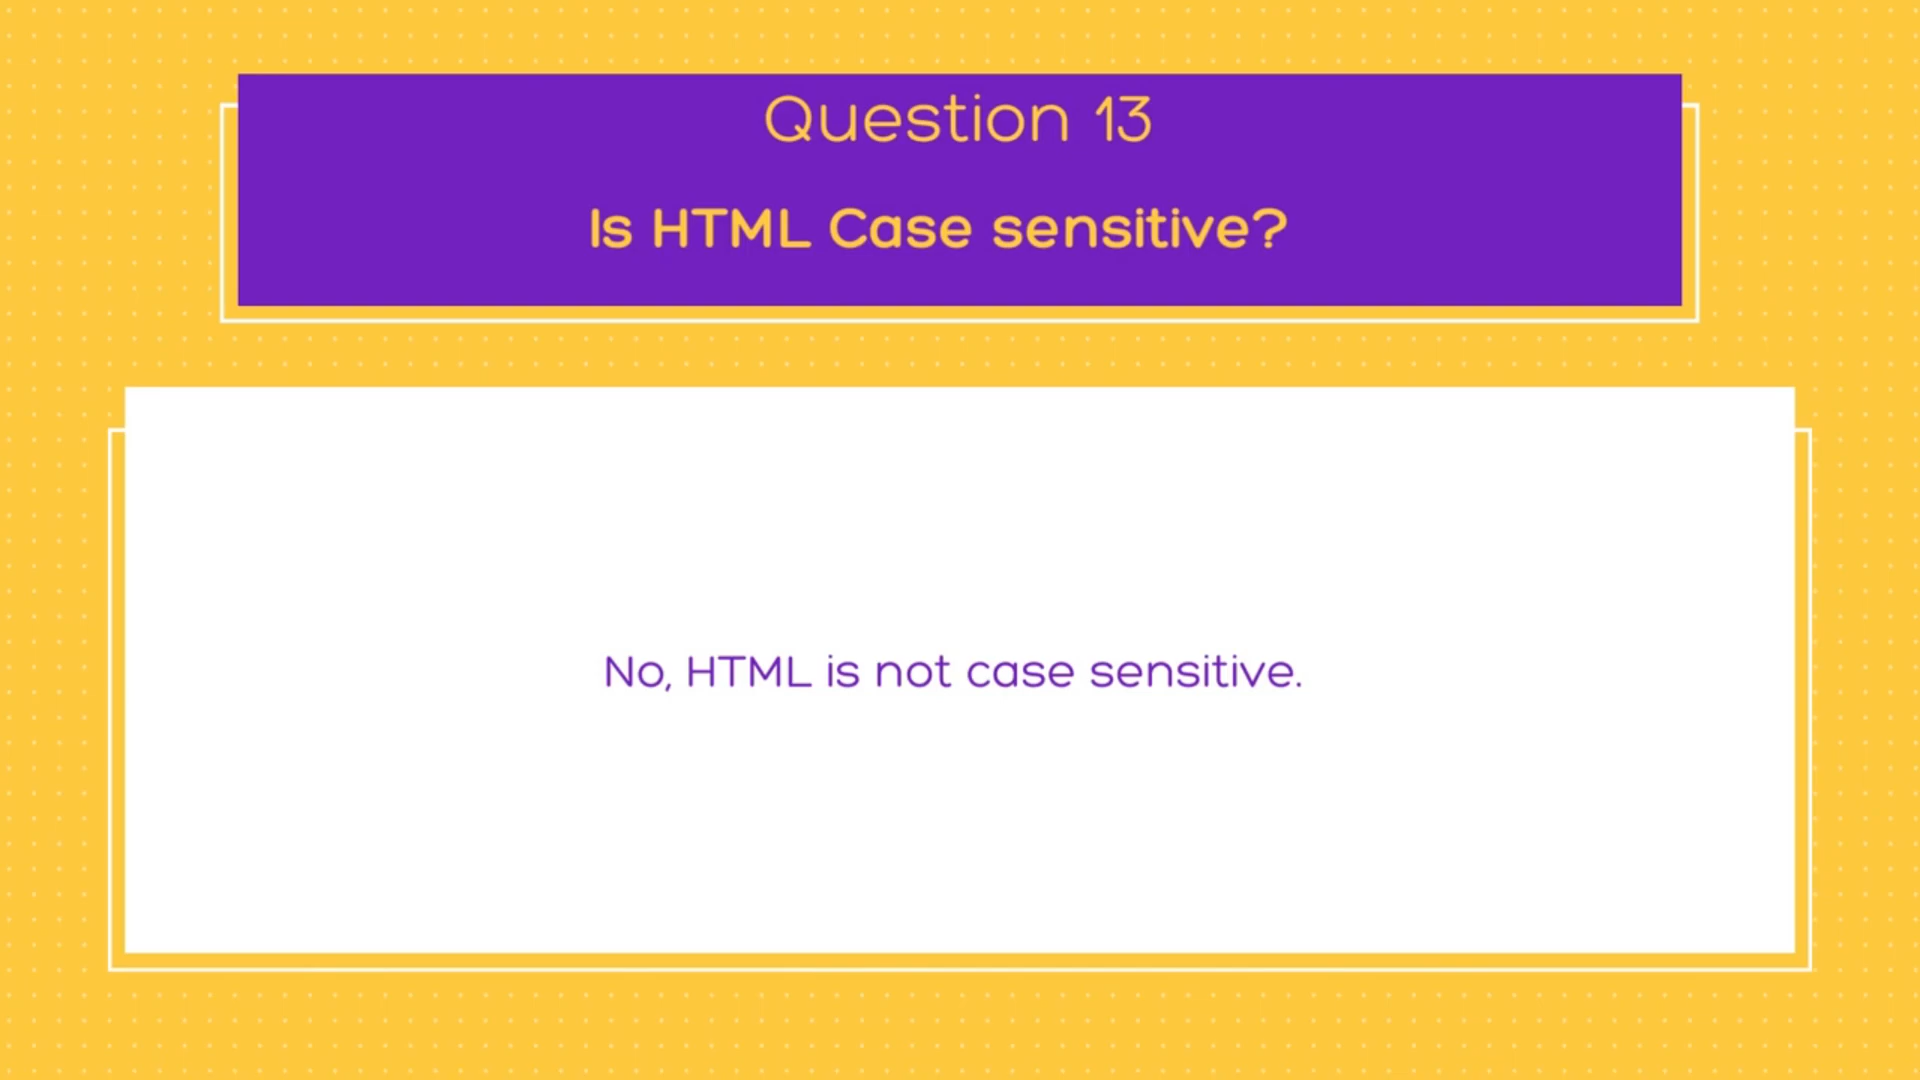 Question 13
Is HTML Case sensitive?
No, HTML is not case sensitive.